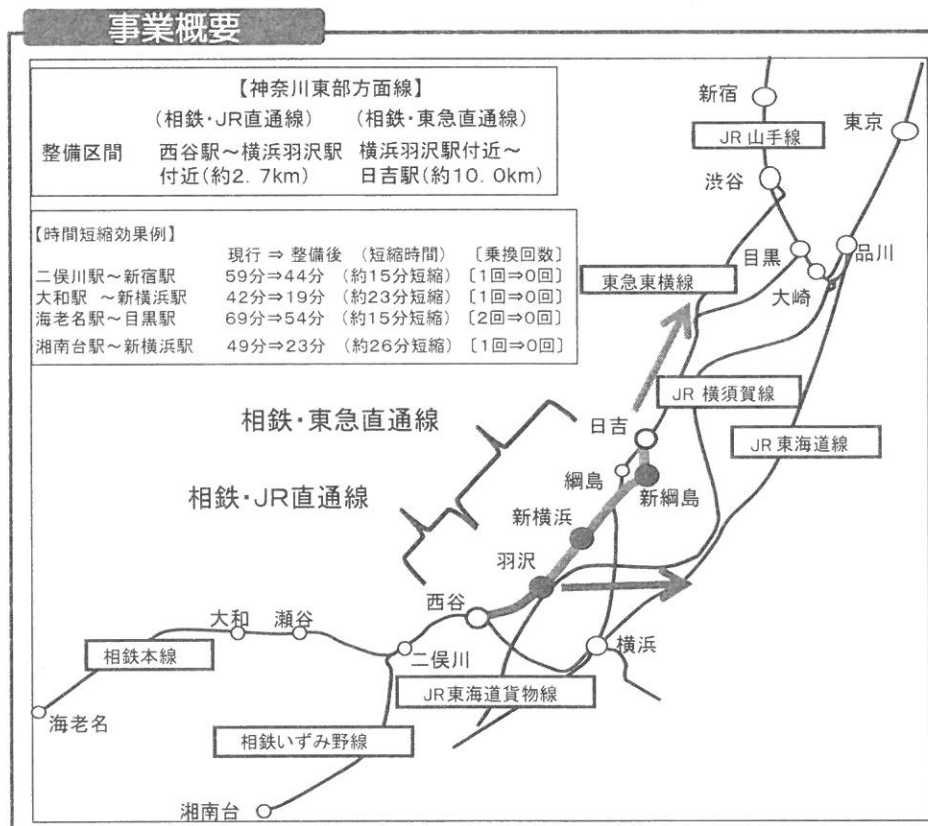 事業概要
【神奈川東部方面線】
(相鉄・JR直通線) (相鉄・東急直通線)
整備区間 西谷駅～横浜羽沢駅 横浜羽沢駅付近～
付近(約2.7km) 日吉駅(約10.0km)
【時間短縮効果例】
現行 ⇒ 整備後 (短縮時間) 〔乗換回数〕
二俣川駅～新宿駅 59分⇒44分 (約15分短縮) 〔1回⇒0回〕
大和駅 ～新横浜駅 42分⇒19分 (約23分短縮) 〔1回⇒0回〕
海老名駅～目黒駅 69分⇒54分 (約15分短縮) 〔2回⇒0回〕
湘南台駅～新横浜駅 49分⇒23分 (約26分短縮) 〔1回⇒0回〕
新宿
東京
JR山手線
渋谷
目黒
品川
大崎
東急東横線
JR横須賀線
JR東海道線
相鉄・東急直通線
日吉
綱島
新綱島
相鉄・JR直通線
新横浜
羽沢
西谷
大和
瀬谷
二俣川
横浜
相鉄本線
JR東海道貨物線
海老名
相鉄いずみ野線
湘南台